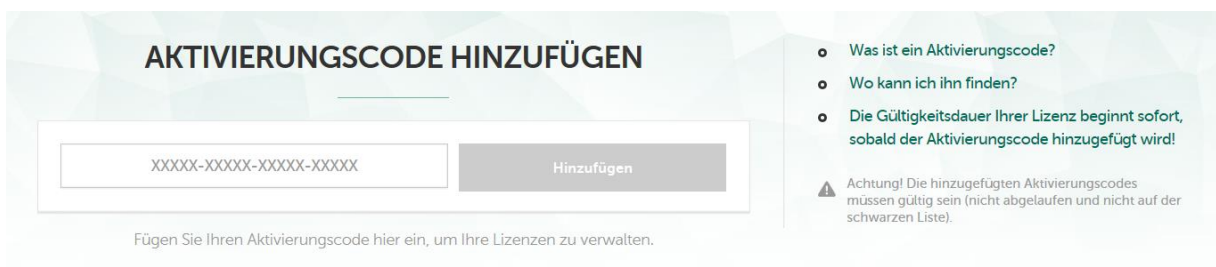 AKTIVIERUNGSCODE HINZUFÜGEN
XXXXX-XXXXX-XXXXX-XXXXX
Hinzufügen
Fügen Sie Ihren Aktivierungscode hier ein, um Ihre Lizenzen zu verwalten.
Was ist ein Aktivierungscode?
Wo kann ich ihn finden?
Die Gültigkeitsdauer Ihrer Lizenz beginnt sofort,
sobald der Aktivierungscode hinzugefügt wird!
Achtung! Die hinzugefügten Aktivierungscodes
müssen gültig sein (nicht abgelaufen und nicht auf der
schwarzen Liste).